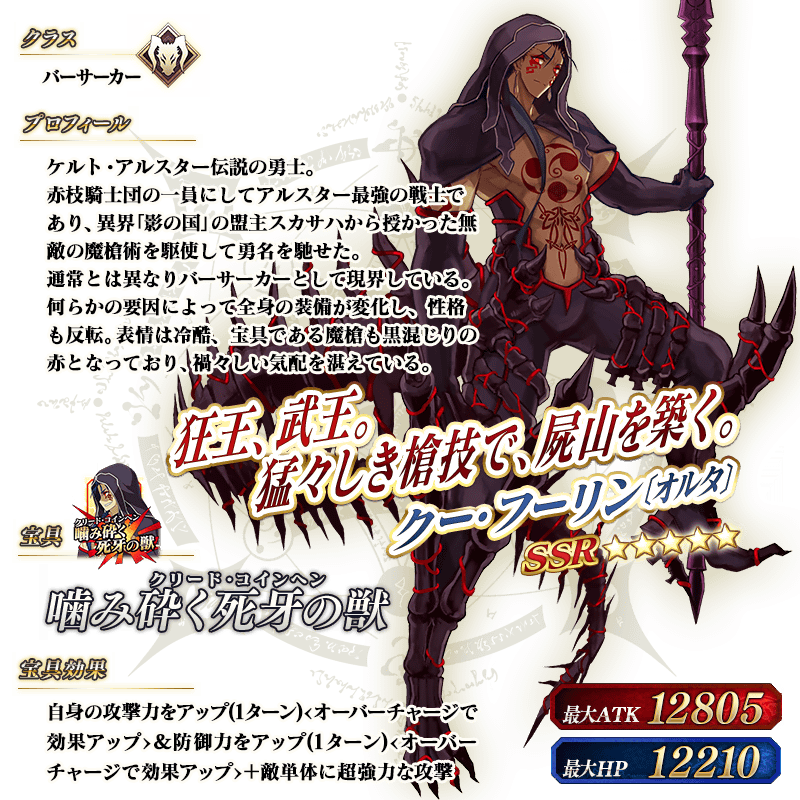 クラス
バーサーカー
プロフィール
ケルト・アルスター伝説の勇士。
赤枝騎士団の一員にしてアルスター最強の戦士で
あり、異界「影の国」の盟主スカサハから授かった無
敵の魔槍術を駆使して勇名を馳せた。
通常とは異なりバーサーカーとして現界している。
何らかの要因によって全身の装備が変化し、性格
も反転。表情は冷酷、宝具である魔槍も黒混じりの
赤となっており、禍々しい気配を湛えている。
狂王、武王。
猛々しき槍技で、屍山を築く。
クー・フーリン〔オルタ〕
SSR
宝具
クリード・コインヘン
噛み砕く
死牙の獣
クリード・コインヘン
噛み砕く死牙の獣
宝具効果
自身の攻撃力をアップ(1ターン)<オーバーチャージで
効果アップ>&防御力をアップ(1ターン)<オーバー
チャージで効果アップ>+敵単体に超強力な攻撃
最大ATK 12805
最大HP 12210